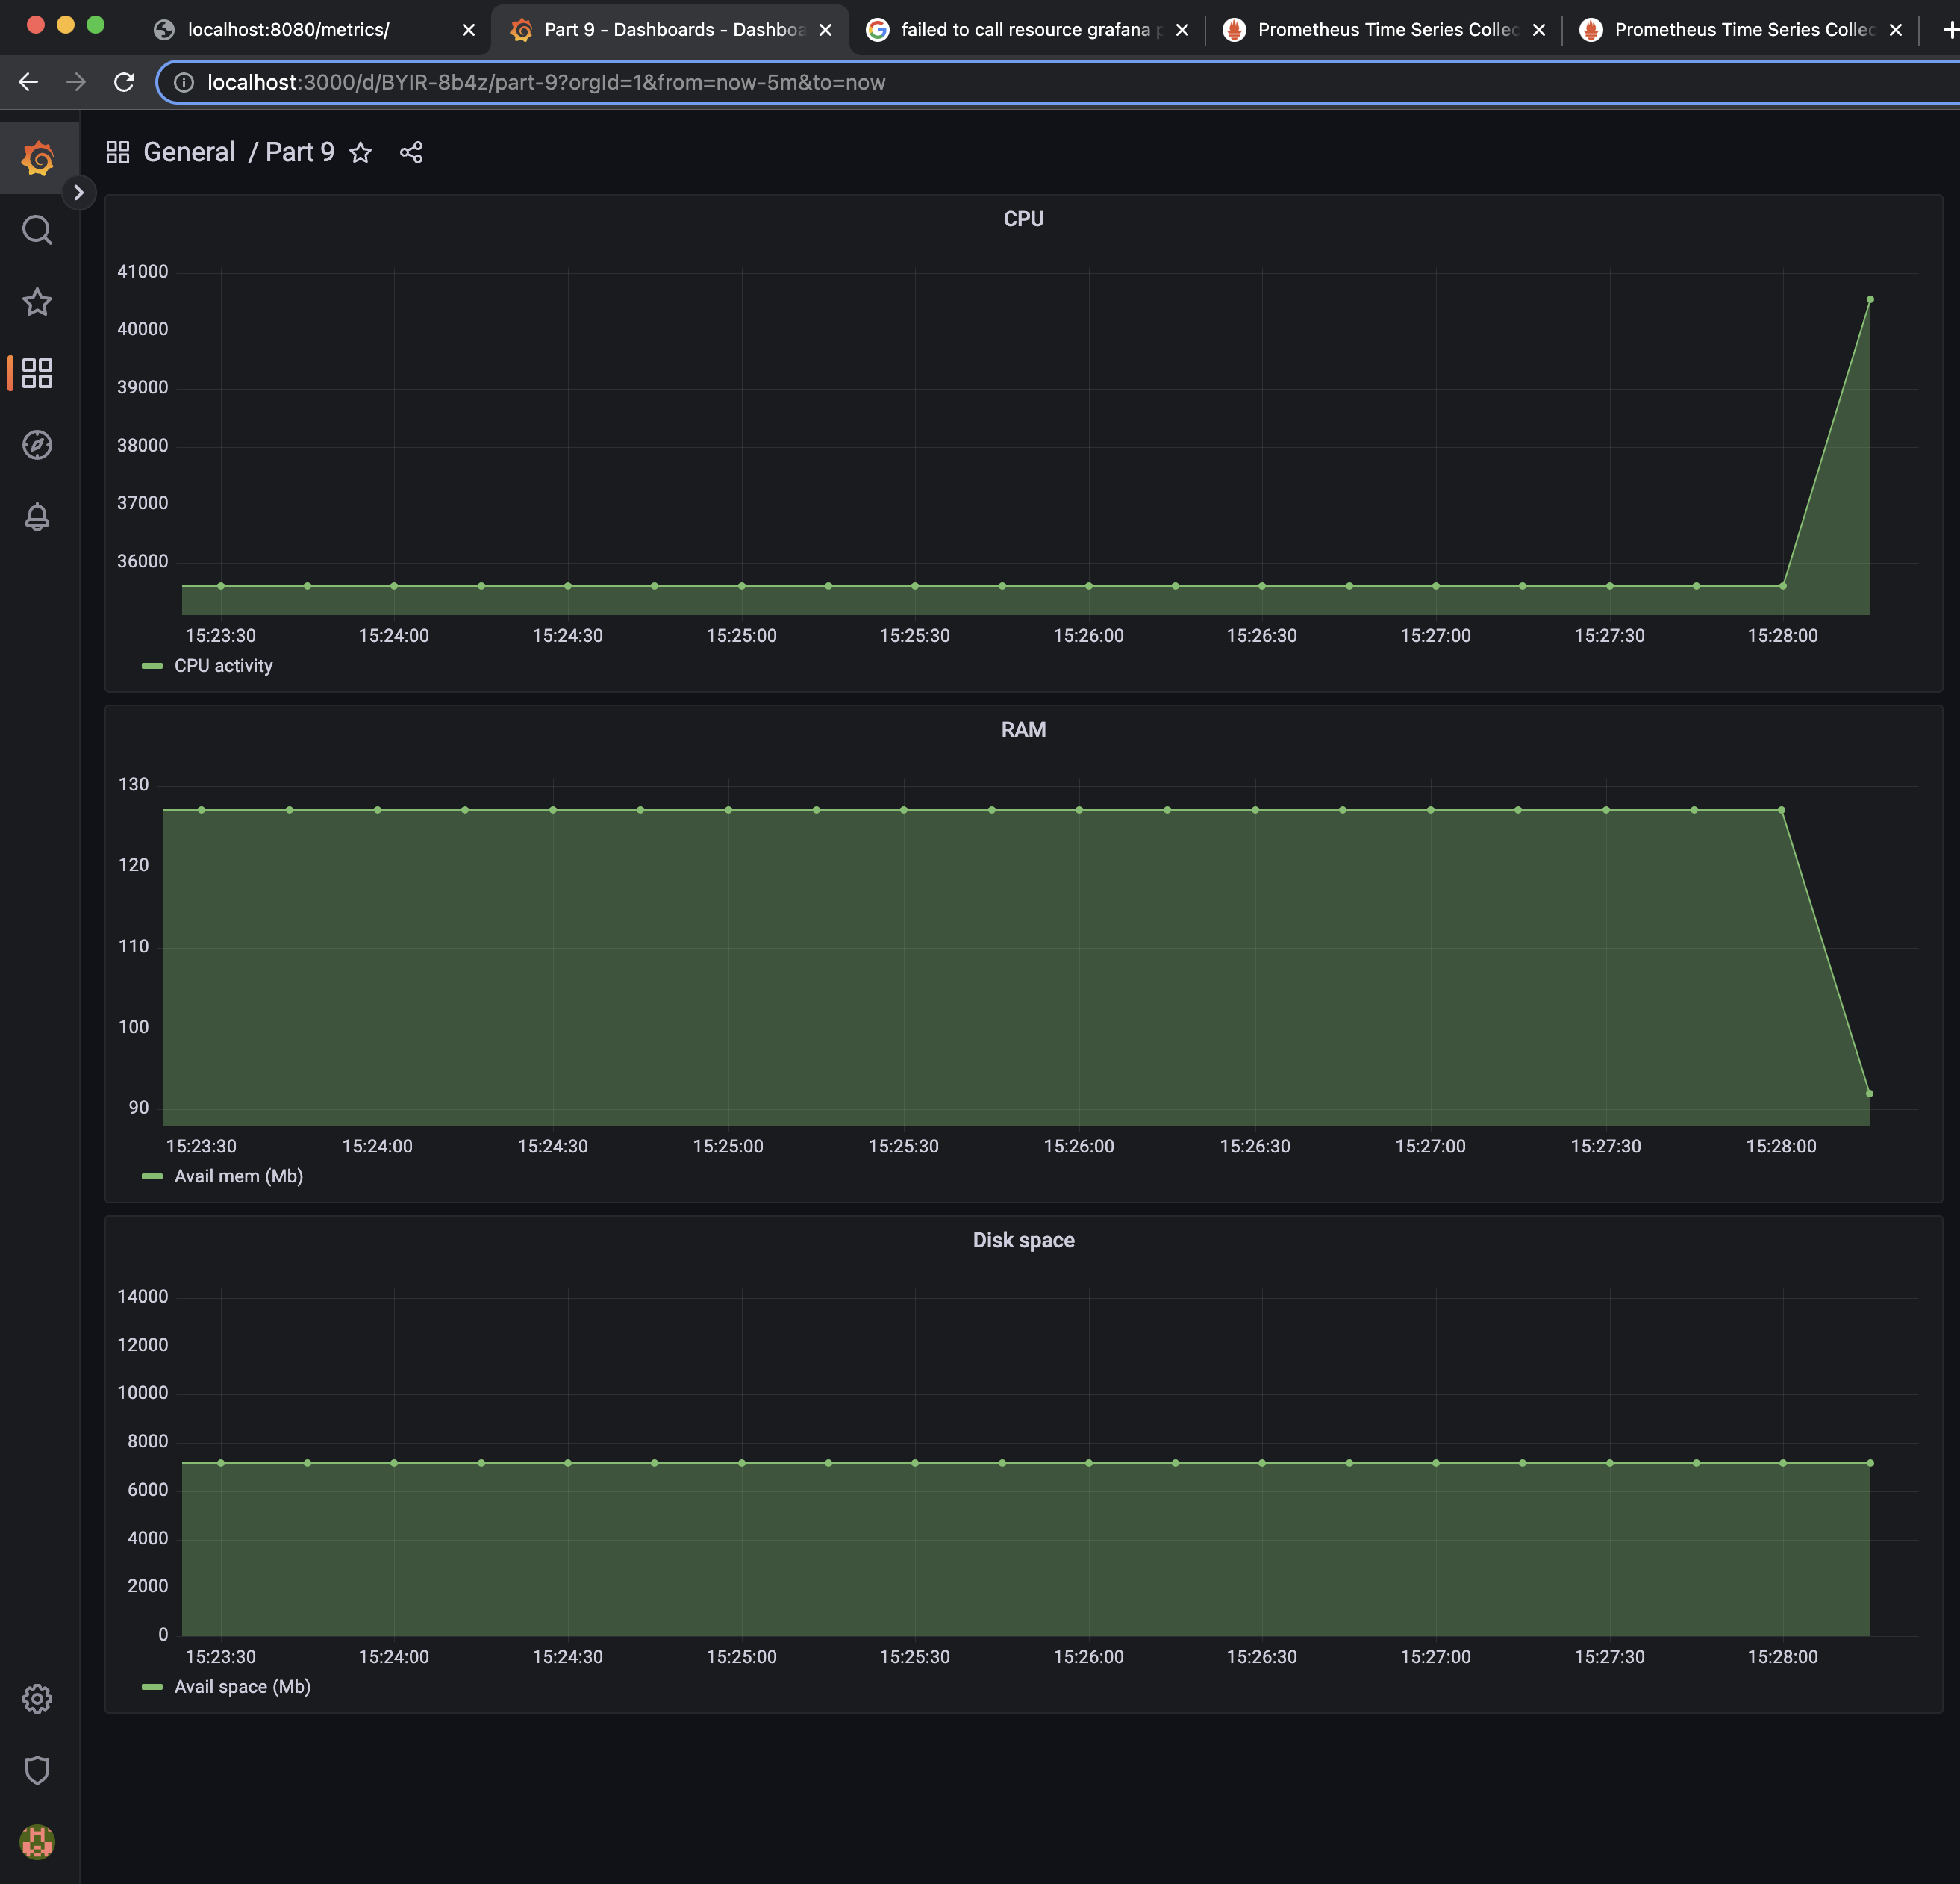 localhost:8080/metrics/
Part 9 - Dashboards - Dashboa
failed to call resource grafana p
Prometheus Time Series Collec
Prometheus Time Series Collec
localhost:3000/d/BYIR-8b4z/part-9?orgId=1&from=now-5m&to=now
General / Part 9
CPU
41000
40000
39000
38000
37000
36000
15:23:30 15:24:00 15:24:30 15:25:00 15:25:30 15:26:00 15:26:30 15:27:00 15:27:30 15:28:00
CPU activity
RAM
130
120
110
100
90
15:23:30 15:24:00 15:24:30 15:25:00 15:25:30 15:26:00 15:26:30 15:27:00 15:27:30 15:28:00
Avail mem (Mb)
Disk space
14000
12000
10000
8000
6000
4000
2000
0
15:23:30 15:24:00 15:24:30 15:25:00 15:25:30 15:26:00 15:26:30 15:27:00 15:27:30 15:28:00
Avail space (Mb)